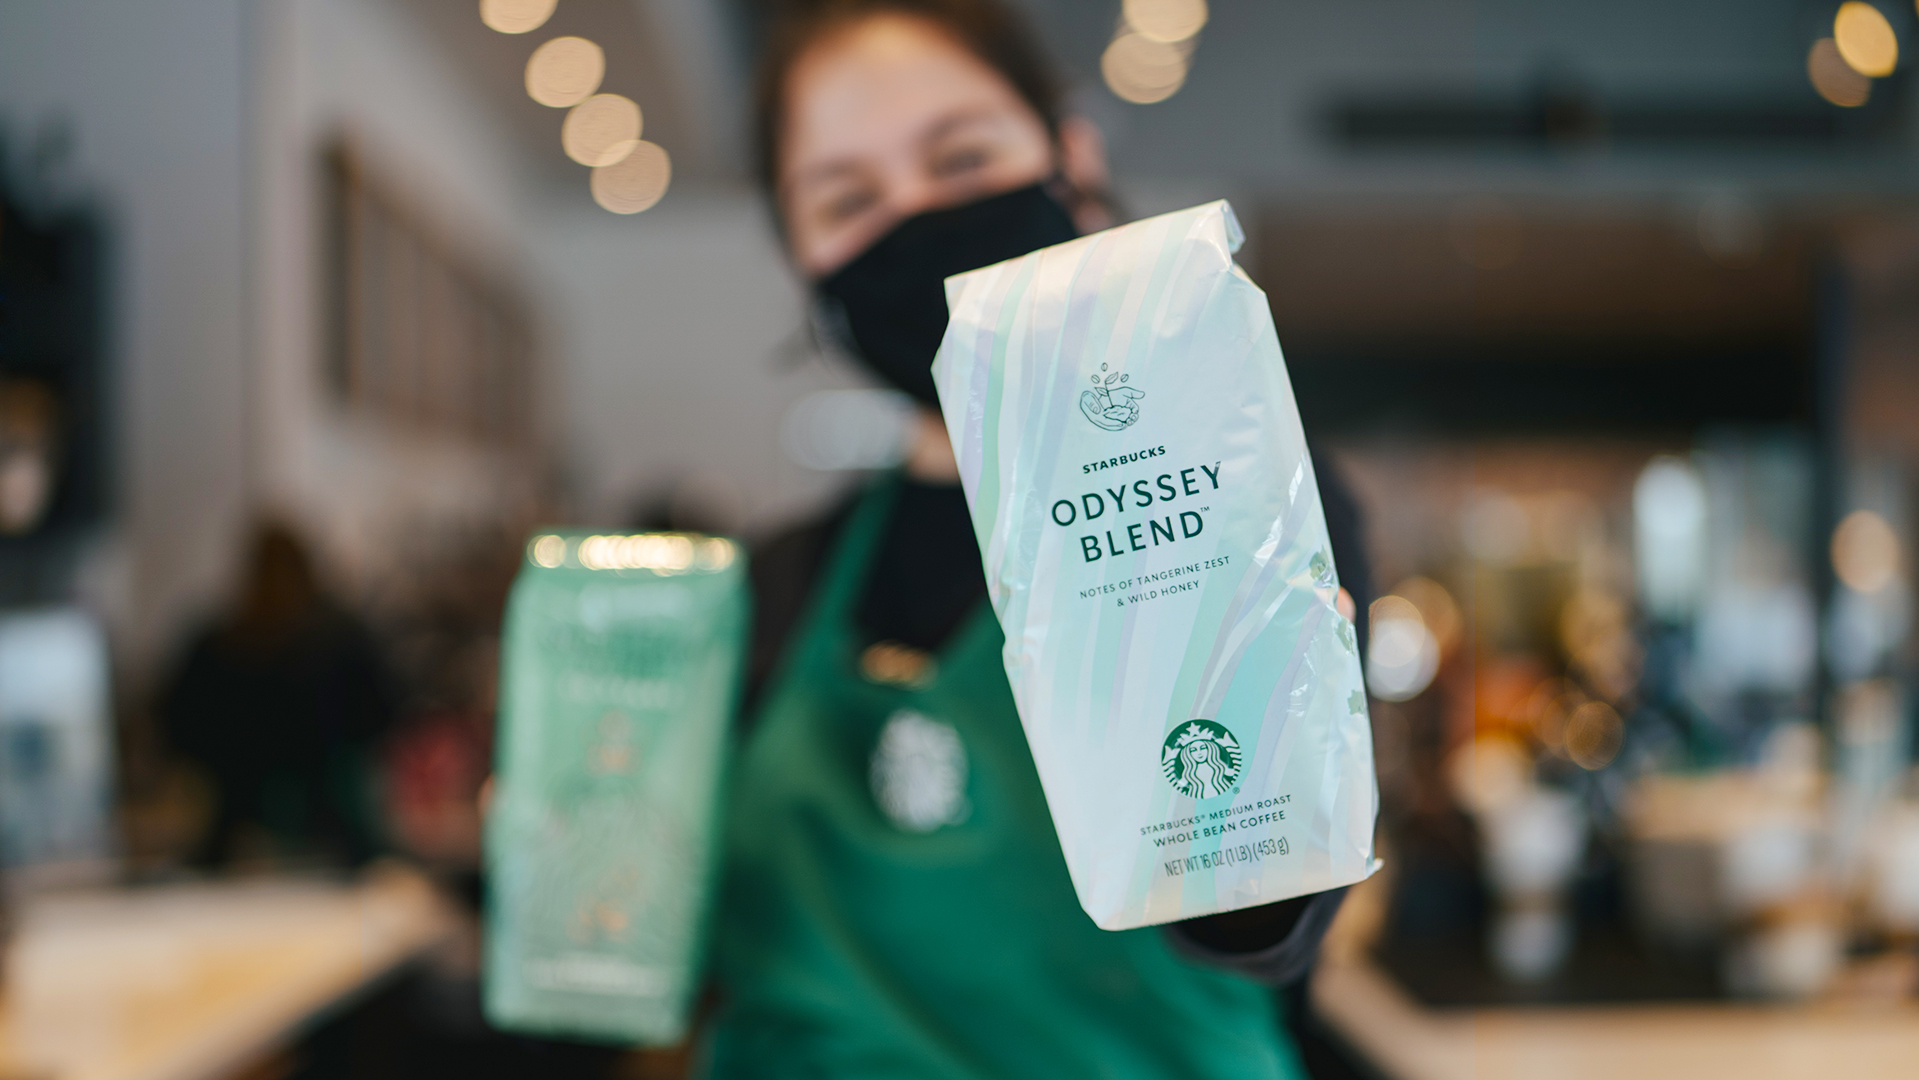 STARBUCKS
ODYSSEY
BLEND™
NOTES OF TANGERINE ZEST
& WILD HONEY
STARBUCKS® MEDIUM ROAST
WHOLE BEAN COFFEE
NET WT 16 OZ (1 LB) (453 g)